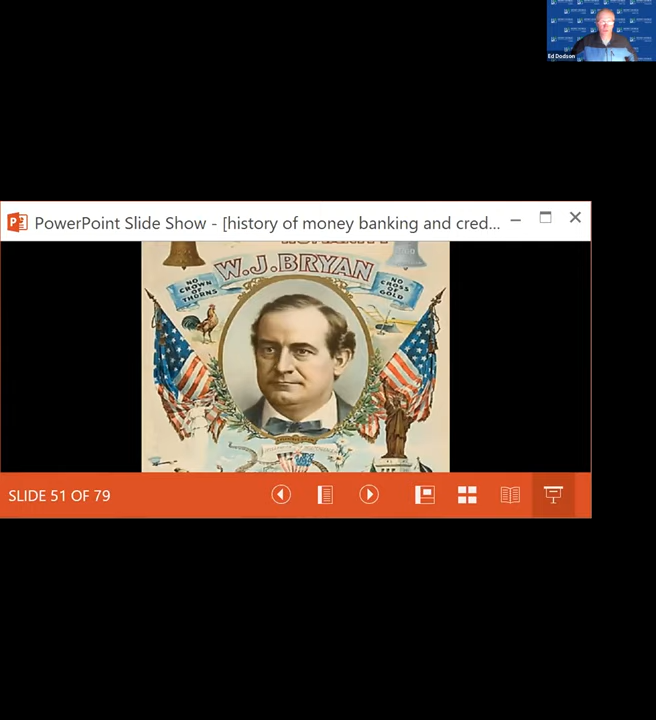 Ed Dodson
PowerPoint Slide Show - [history of money banking and cred...
W.J.BRYAN
NO
CROWN
OF
THORNS
NO
CROSS
OF
GOLD
SLIDE 51 OF 79